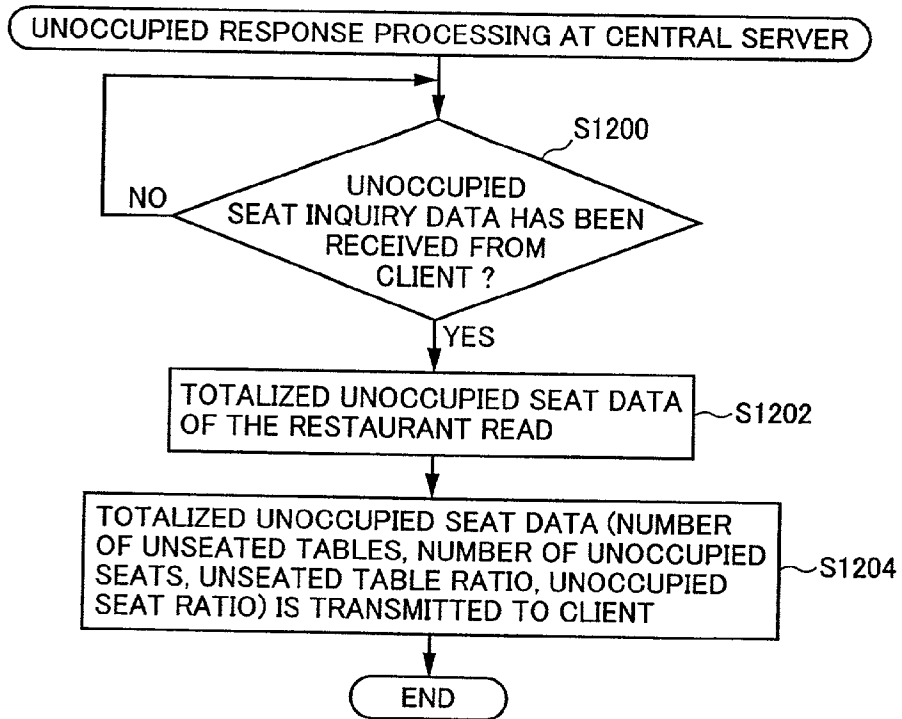 UNOCCUPIED RESPONSE PROCESSING AT CENTRAL SERVER
S1200
UNOCCUPIED
SEAT INQUIRY DATA HAS BEEN
RECEIVED FROM
CLIENT ?
NO
YES
TOTALIZED UNOCCUPIED SEAT DATA
OF THE RESTAURANT READ
S1202
TOTALIZED UNOCCUPIED SEAT DATA (NUMBER
OF UNSEATED TABLES, NUMBER OF UNOCCUPIED
SEATS, UNSEATED TABLE RATIO, UNOCCUPIED
SEAT RATIO) IS TRANSMITTED TO CLIENT
S1204
END